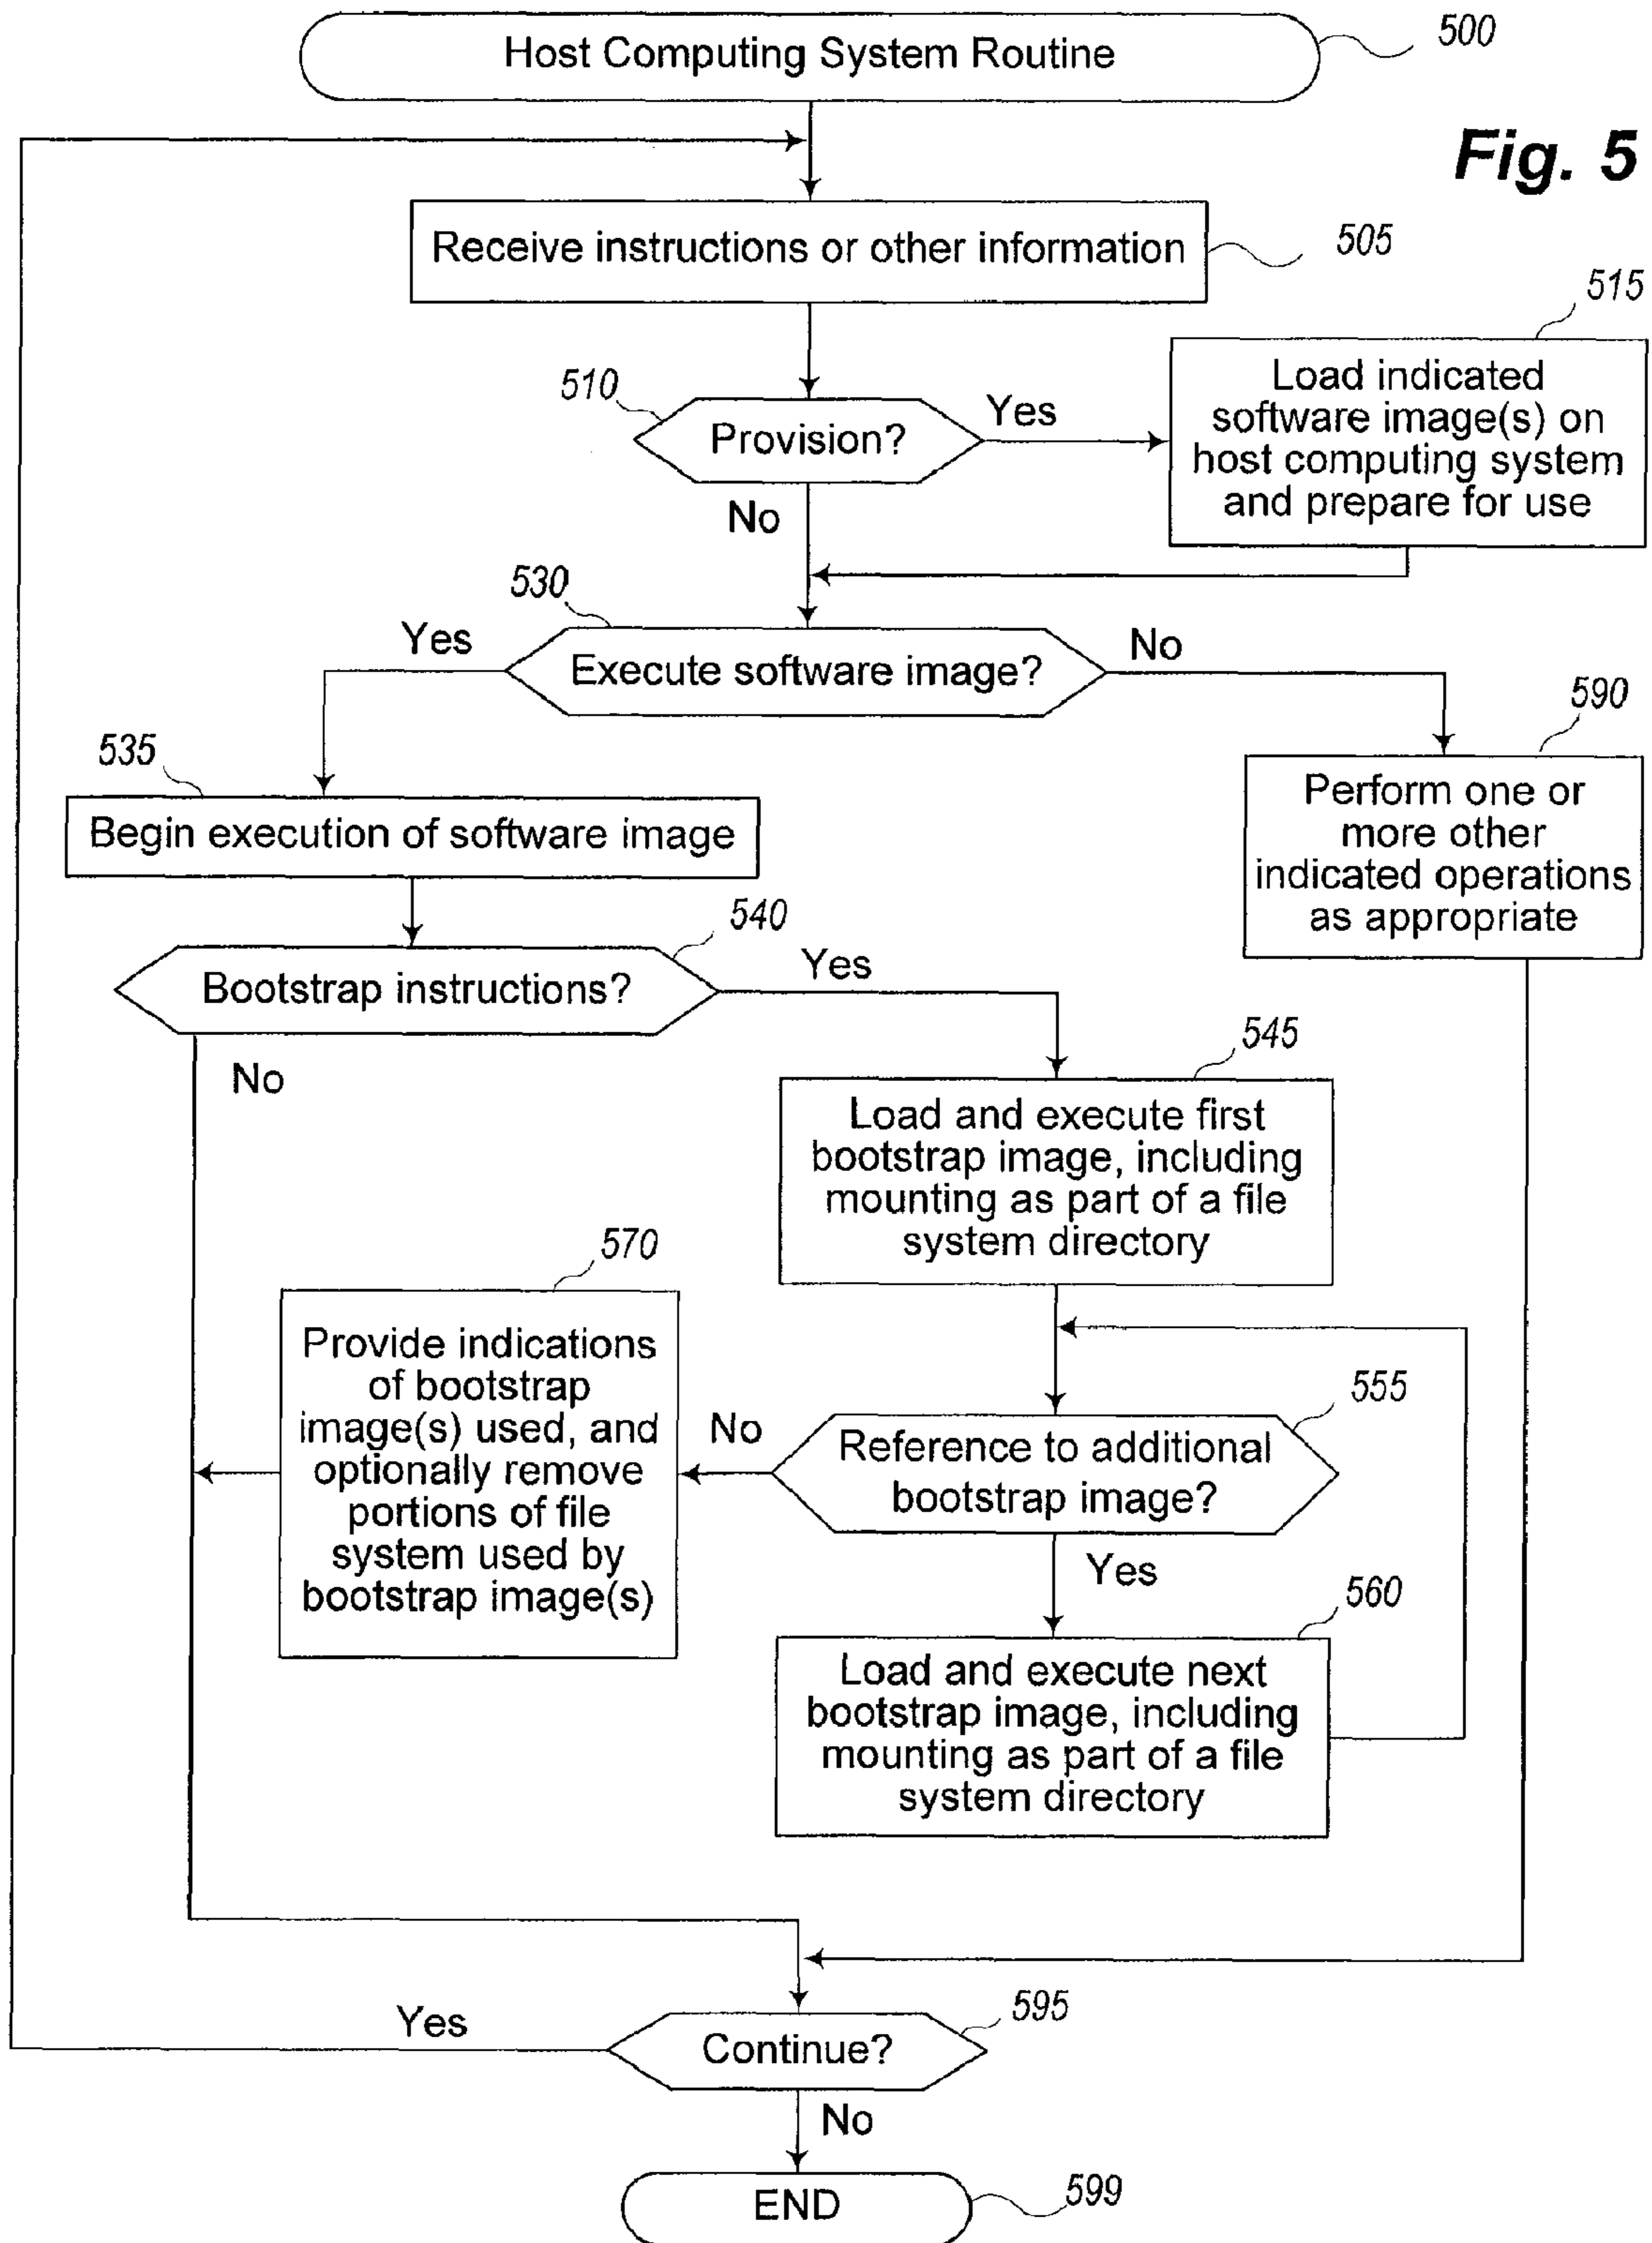 Host Computing System Routine
500
Fig. 5
Receive instructions or other information
505
515
Load indicated
software image(s) on
host computing system
and prepare for use
510
Provision?
Yes
No
530
Yes
Execute software image?
No
590
535
Begin execution of software image
Perform one or
more other
indicated operations
as appropriate
540
Bootstrap instructions?
Yes
No
545
Load and execute first
bootstrap image, including
mounting as part of a file
system directory
570
Provide indications
of bootstrap
image(s) used, and
optionally remove
portions of file
system used by
bootstrap image(s)
555
No
Reference to additional
bootstrap image?
Yes
560
Load and execute next
bootstrap image, including
mounting as part of a file
system directory
Yes
595
Continue?
No
END
599